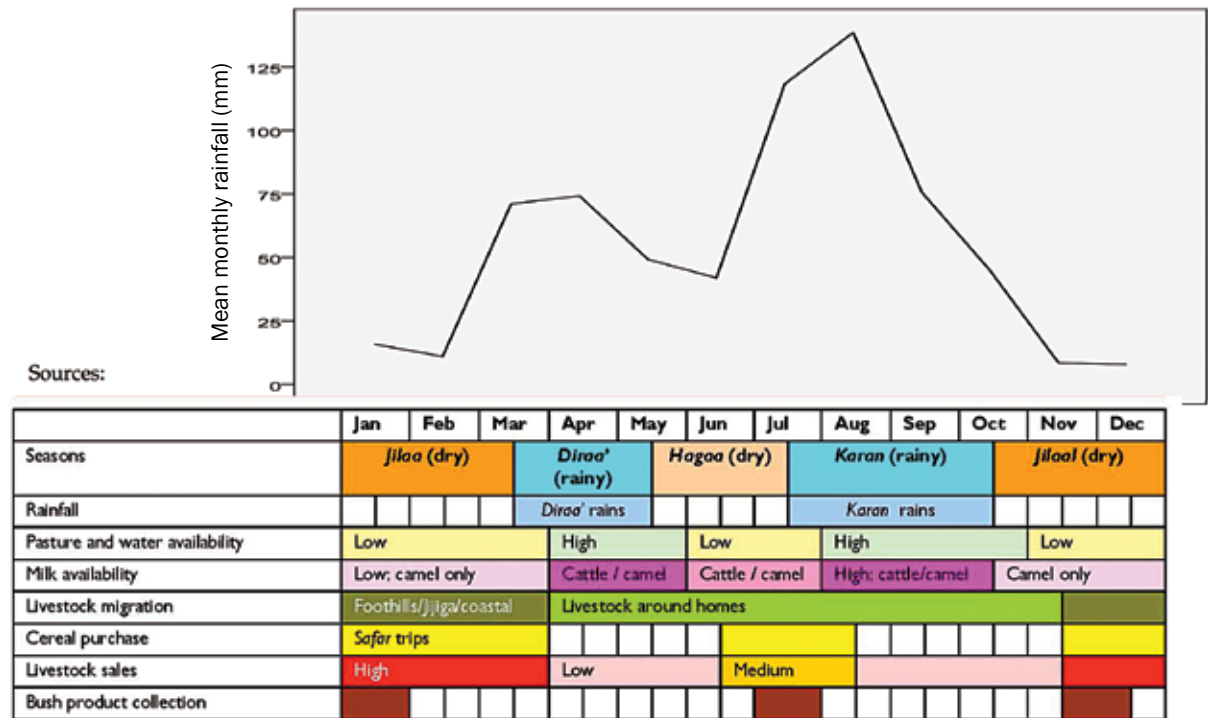 Mean monthly rainfall (mm)
125
100
75
50
25
0
Sources:
Jan Feb Mar Apr May Jun Jul Aug Sep Oct Nov Dec
Seasons Jilaa (dry) Diraa' (rainy) Hagaa (dry) Karan (rainy) Jilaal (dry)
Rainfall Diraa' rains Karan rains
Pasture and water availability Low High Low High Low
Milk availability Low; camel only Cattle / camel Cattle / camel High; cattle/camel Camel only
Livestock migration Foothills/Jijiga/coastal Livestock around homes
Cereal purchase Safar trips
Livestock sales High Low Medium
Bush product collection